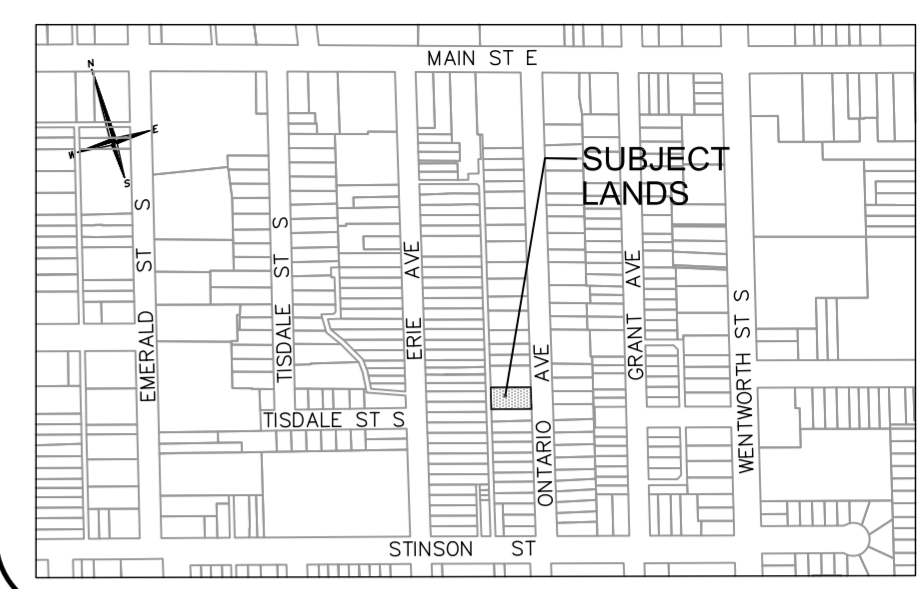 MAIN ST E
N
E
W
S
SUBJECT
LANDS
EMERALD ST S
TISDALE ST S
ERIE AVE
ONTARIO AVE
GRANT AVE
WENTWORTH ST S
TISDALE ST S
STINSON ST